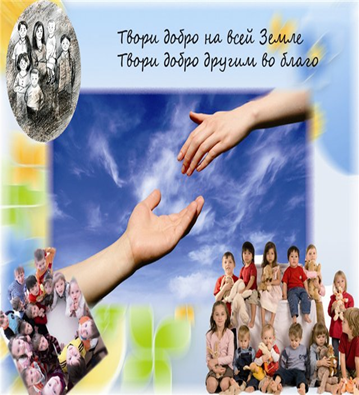 Твори добро на всей Земле
Твори добро другим во благо